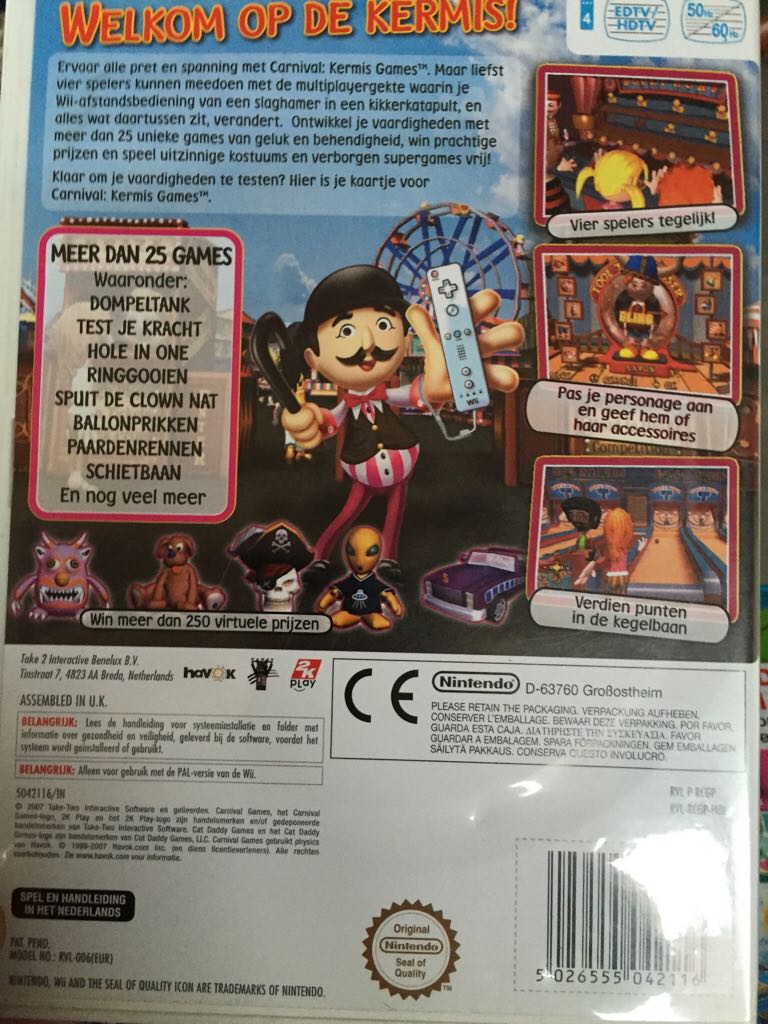 WELKOM OP DE KERMIS!
4
EDTV/
HDTV
50Hz
60Hz
Ervaar alle pret en spanning met Carnival: Kermis Games™. Maar liefst
vier spelers kunnen meedoen met de multiplayergekte waarin je
Wii-afstandsbediening van een slaghamer in een kikkerkatapult, en
alles wat daartussen zit, verandert. Ontwikkel je vaardigheden met
meer dan 25 unieke games van geluk en behendigheid, win prachtige
prijzen en speel uitzinnige kostuums en verborgen supergames vrij!
Klaar om je vaardigheden te testen? Hier is je kaartje voor
Carnival: Kermis Games™.
Vier spelers tegelijk!
MEER DAN 25 GAMES
Waaronder:
DOMPELTANK
TEST JE KRACHT
HOLE IN ONE
RINGGOOIEN
SPUIT DE CLOWN NAT
BALLONPRIKKEN
PAARDENRENNEN
SCHIETBAAN
En nog veel meer
Wii
BLING
Pas je personage aan
en geef hem of
haar accessoires
Verdien punten
in de kegelbaan
Win meer dan 250 virtuele prijzen
Take 2 Interactive Benelux B.V.
Tinstraat 7, 4823 AA Breda, Netherlands
havok
2K
play
ASSEMBLED IN U.K.
BELANGRIJK: Lees de handleiding voor systeeminstallatie en folder met
informatie over gezondheid en veiligheid, geleverd bij de software, voordat het
systeem wordt geïnstalleerd of gebruikt.
BELANGRIJK: Alleen voor gebruik met de PAL-versie van de Wii.
CE
Nintendo D-63760 Großostheim
PLEASE RETAIN THE PACKAGING. VERPACKUNG AUFHEBEN.
CONSERVER L'EMBALLAGE. BEWAAR DEZE VERPAKKING. POR FAVOR,
GUARDA ESTA CAJA. ΔΙΑΤΗΡΗΣΤΕ ΤΗΝ ΣΥΣΚΕΥΑΣΙΑ. FAVOR
GUARDAR A EMBALAGEM. SPARA FÖRPACKNINGEN. GEM EMBALLAGEN.
SÄILYTÄ PAKKAUS. CONSERVA QUESTO INVOLUCRO.
5042116/IN
© 2007 Take-Two Interactive Software en gelieerden. Carnival Games, het Carnival
Games-logo, 2K Play en het 2K Play-logo zijn handelsmerken en/of gedeponeerde
handelsmerken van Take-Two Interactive Software. Cat Daddy Games en het Cat Daddy
Games-logo zijn handelsmerken van Cat Daddy Games, LLC. Carnival Games gebruikt physics
van Havok. © 1999-2007 Havok.com Inc. (en diens licentieverleners). Alle rechten
voorbehouden. Zie www.havok.com voor informatie.
RVL P RCGP
RVL-RCGP-HOL
SPEL EN HANDLEIDING
IN HET NEDERLANDS
PAT. PEND.
MODEL NO.: RVL-006(EUR)
NINTENDO, Wii AND THE SEAL OF QUALITY ICON ARE TRADEMARKS OF NINTENDO.
Original
Nintendo
Seal of
Quality
TM
5 026555 042116